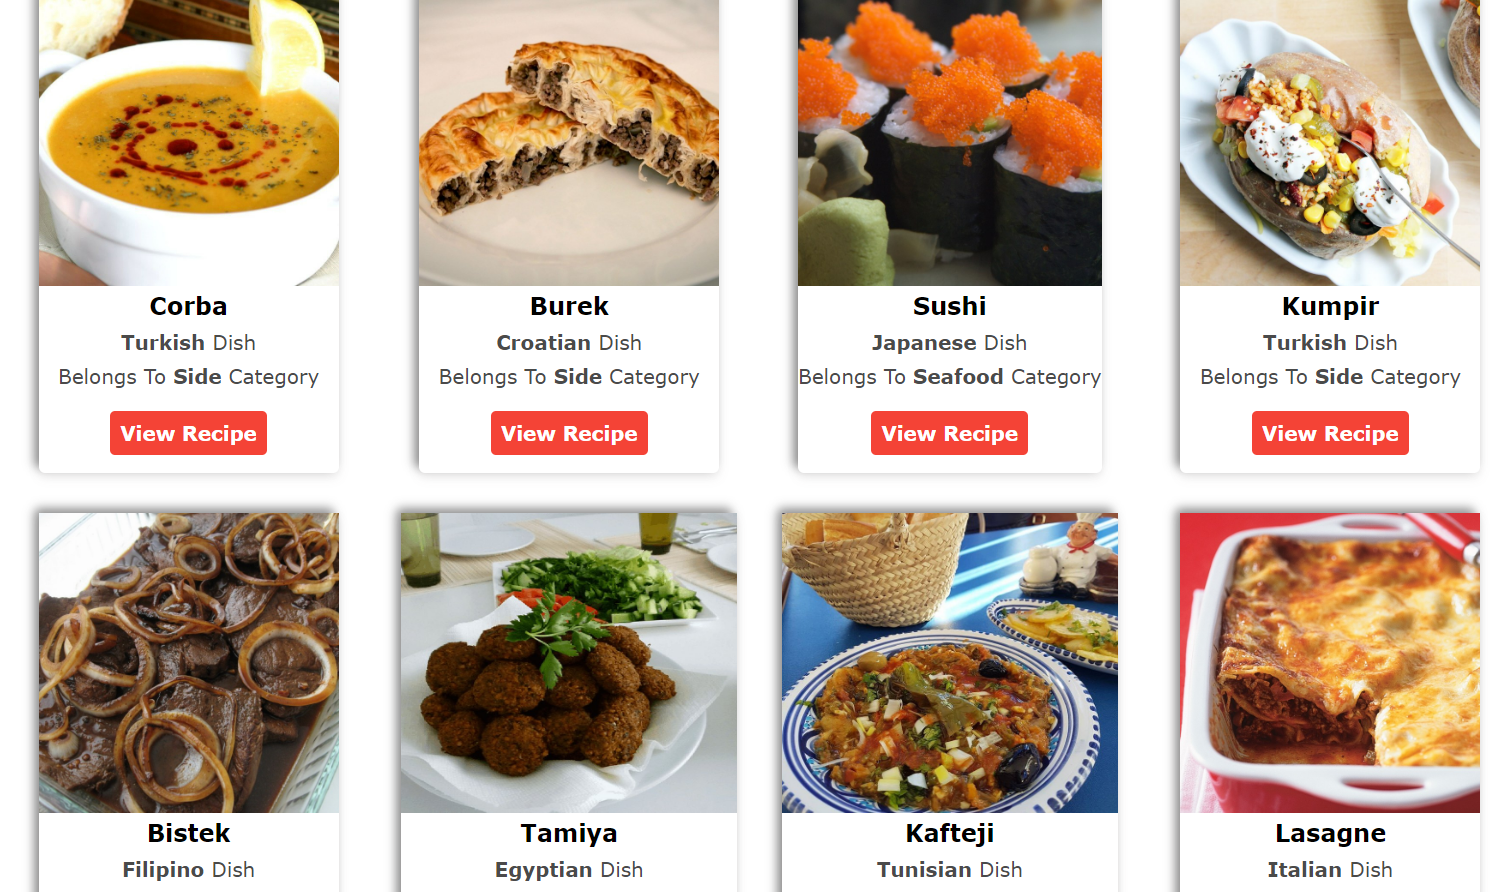 Corba
Turkish Dish
Belongs To Side Category
View Recipe
Burek
Croatian Dish
Belongs To Side Category
View Recipe
Sushi
Japanese Dish
Belongs To Seafood Category
View Recipe
Kumpir
Turkish Dish
Belongs To Side Category
View Recipe
Bistek
Filipino Dish
Tamiya
Egyptian Dish
Kafteji
Tunisian Dish
Lasagne
Italian Dish